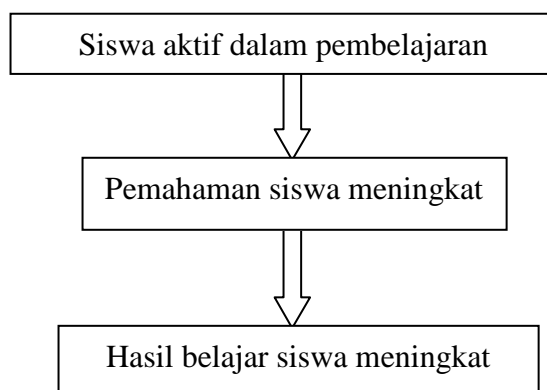 Siswa aktif dalam pembelajaran
Pemahaman siswa meningkat
Hasil belajar siswa meningkat